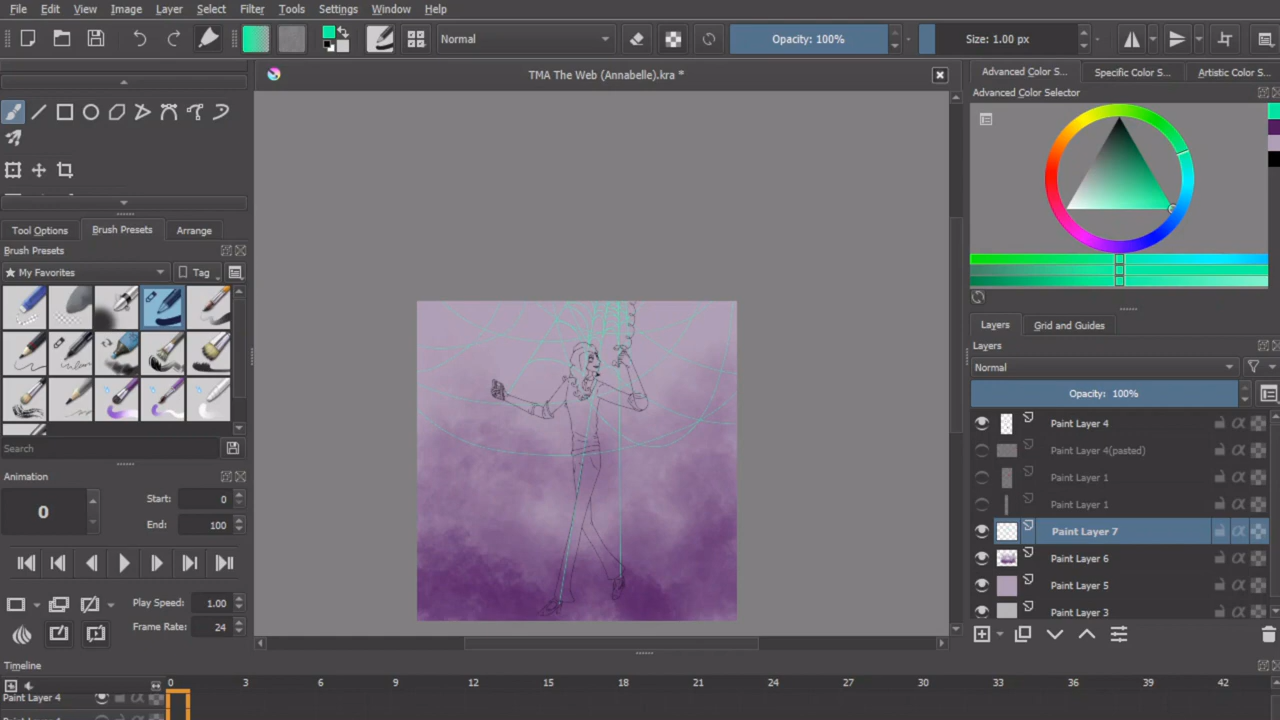 File Edit View Image Layer Select Filter Tools Settings Window Help
Normal Opacity: 100% Size: 1.00 px
TMA The Web (Annabelle).kra *
Advanced Color S... Specific Color S... Artistic Color S...
Advanced Color Selector
Tool Options Brush Presets Arrange
Brush Presets
My Favorites Tag
Search
Animation
0
Start: 0
End: 100
Play Speed: 1.00
Frame Rate: 24
Layers Grid and Guides
Layers
Normal
Opacity: 100%
Paint Layer 4
Paint Layer 4(pasted)
Paint Layer 1
Paint Layer 1
Paint Layer 7
Paint Layer 6
Paint Layer 5
Paint Layer 3
Timeline
0 3 6 9 12 15 18 21 24 27 30 33 36 39 42
Paint Layer 4